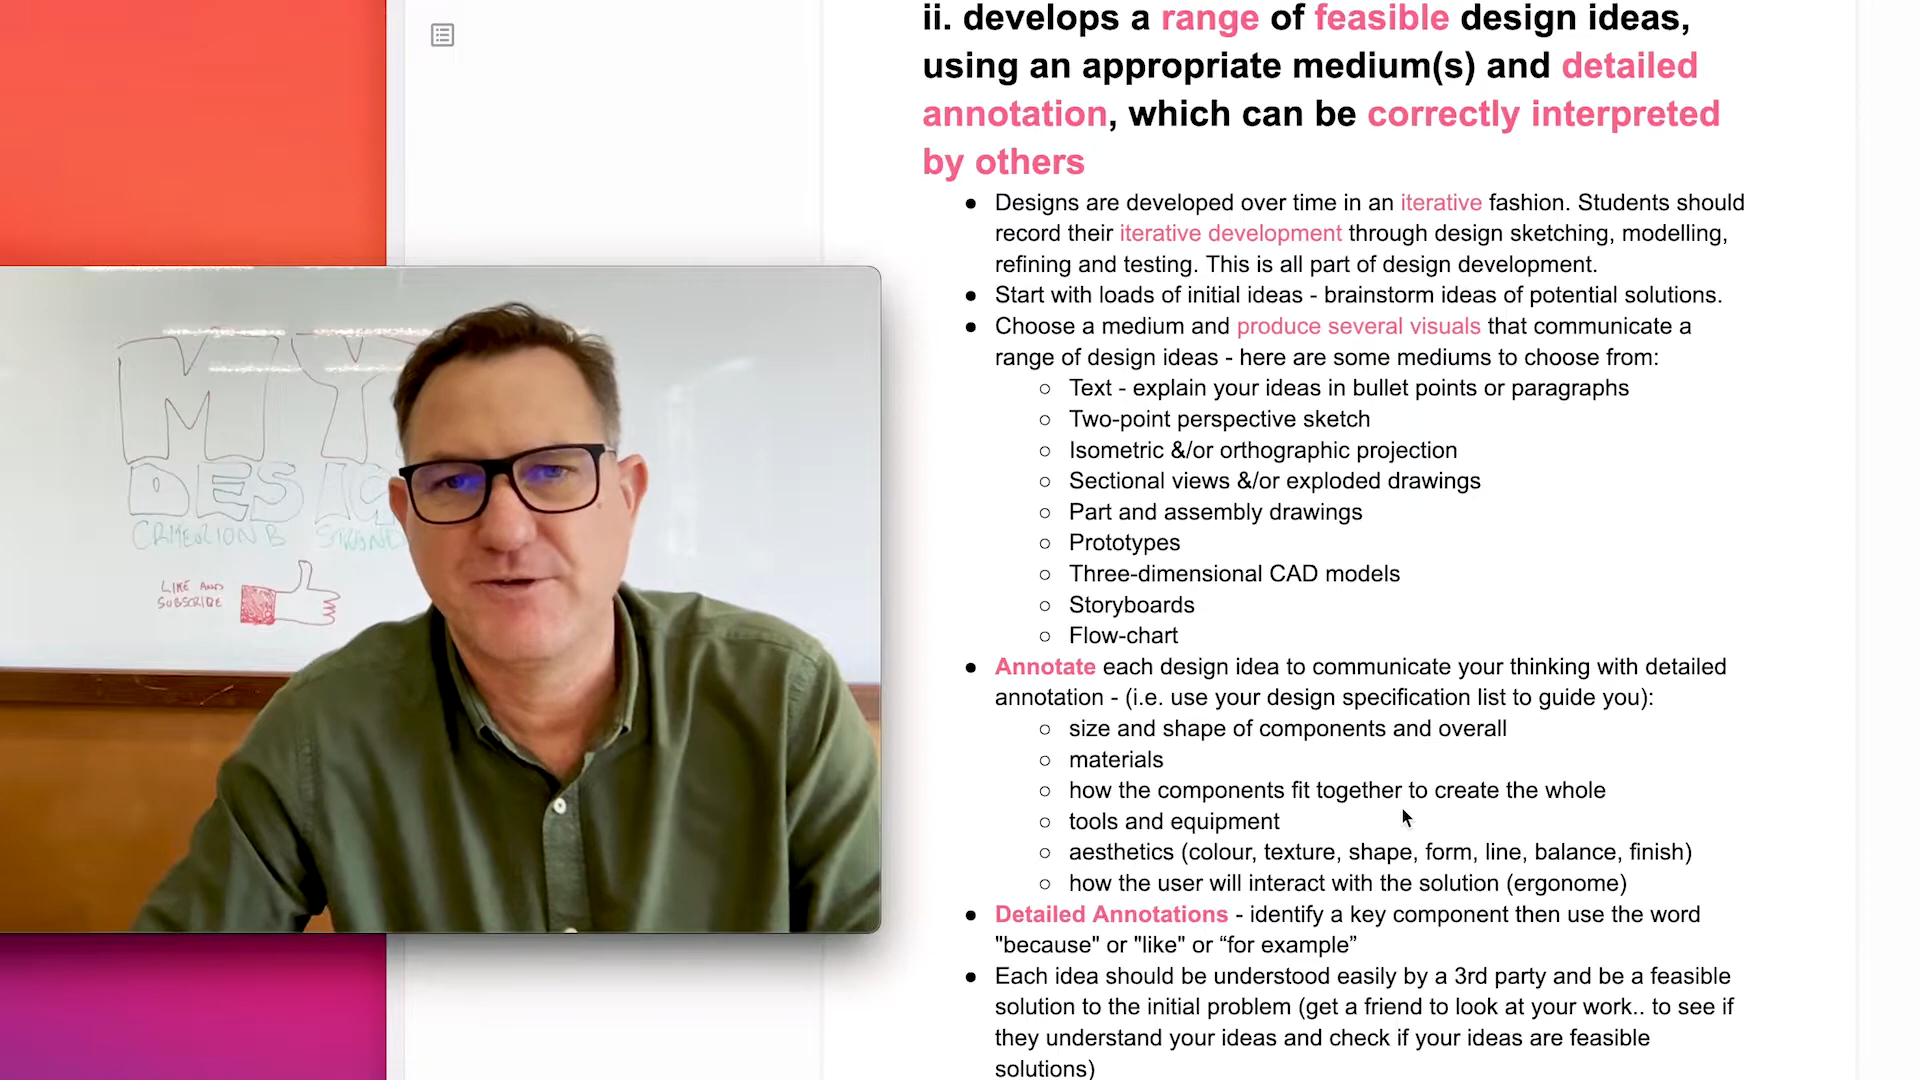 ii. develops a range of feasible design ideas,
using an appropriate medium(s) and detailed
annotation, which can be correctly interpreted
by others
● Designs are developed over time in an iterative fashion. Students should
record their iterative development through design sketching, modelling,
refining and testing. This is all part of design development.
● Start with loads of initial ideas - brainstorm ideas of potential solutions.
● Choose a medium and produce several visuals that communicate a
range of design ideas - here are some mediums to choose from:
○ Text - explain your ideas in bullet points or paragraphs
○ Two-point perspective sketch
○ Isometric &/or orthographic projection
○ Sectional views &/or exploded drawings
○ Part and assembly drawings
○ Prototypes
○ Three-dimensional CAD models
○ Storyboards
○ Flow-chart
● Annotate each design idea to communicate your thinking with detailed
annotation - (i.e. use your design specification list to guide you):
○ size and shape of components and overall
○ materials
○ how the components fit together to create the whole
○ tools and equipment
○ aesthetics (colour, texture, shape, form, line, balance, finish)
○ how the user will interact with the solution (ergonome)
● Detailed Annotations - identify a key component then use the word
"because" or "like" or “for example”
● Each idea should be understood easily by a 3rd party and be a feasible
solution to the initial problem (get a friend to look at your work.. to see if
they understand your ideas and check if your ideas are feasible
solutions)
MY
DESIG
CRITERION B STRAND
LIKE AND
SUBSCRIBE